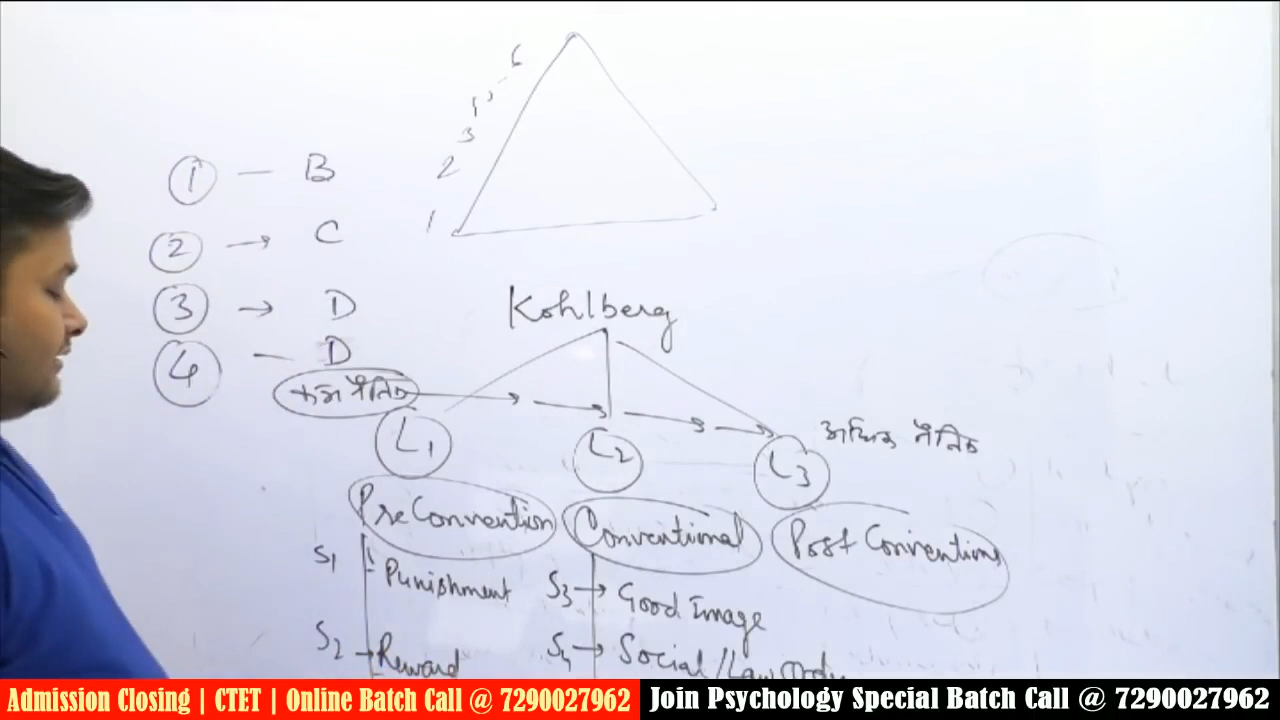 6
5
4
3
2
1
① — B
② → C
③ → D
④ — D
Kohlberg
कम नैतिक
अधिक नैतिक
L1 L2 L3
PreConvention Conventional Post Conventional
S1 Punishment S3 → Good Image
S2 → Reward S4 → Social/Law
Admission Closing | CTET | Online Batch Call @ 7290027962 Join Psychology Special Batch Call @ 7290027962